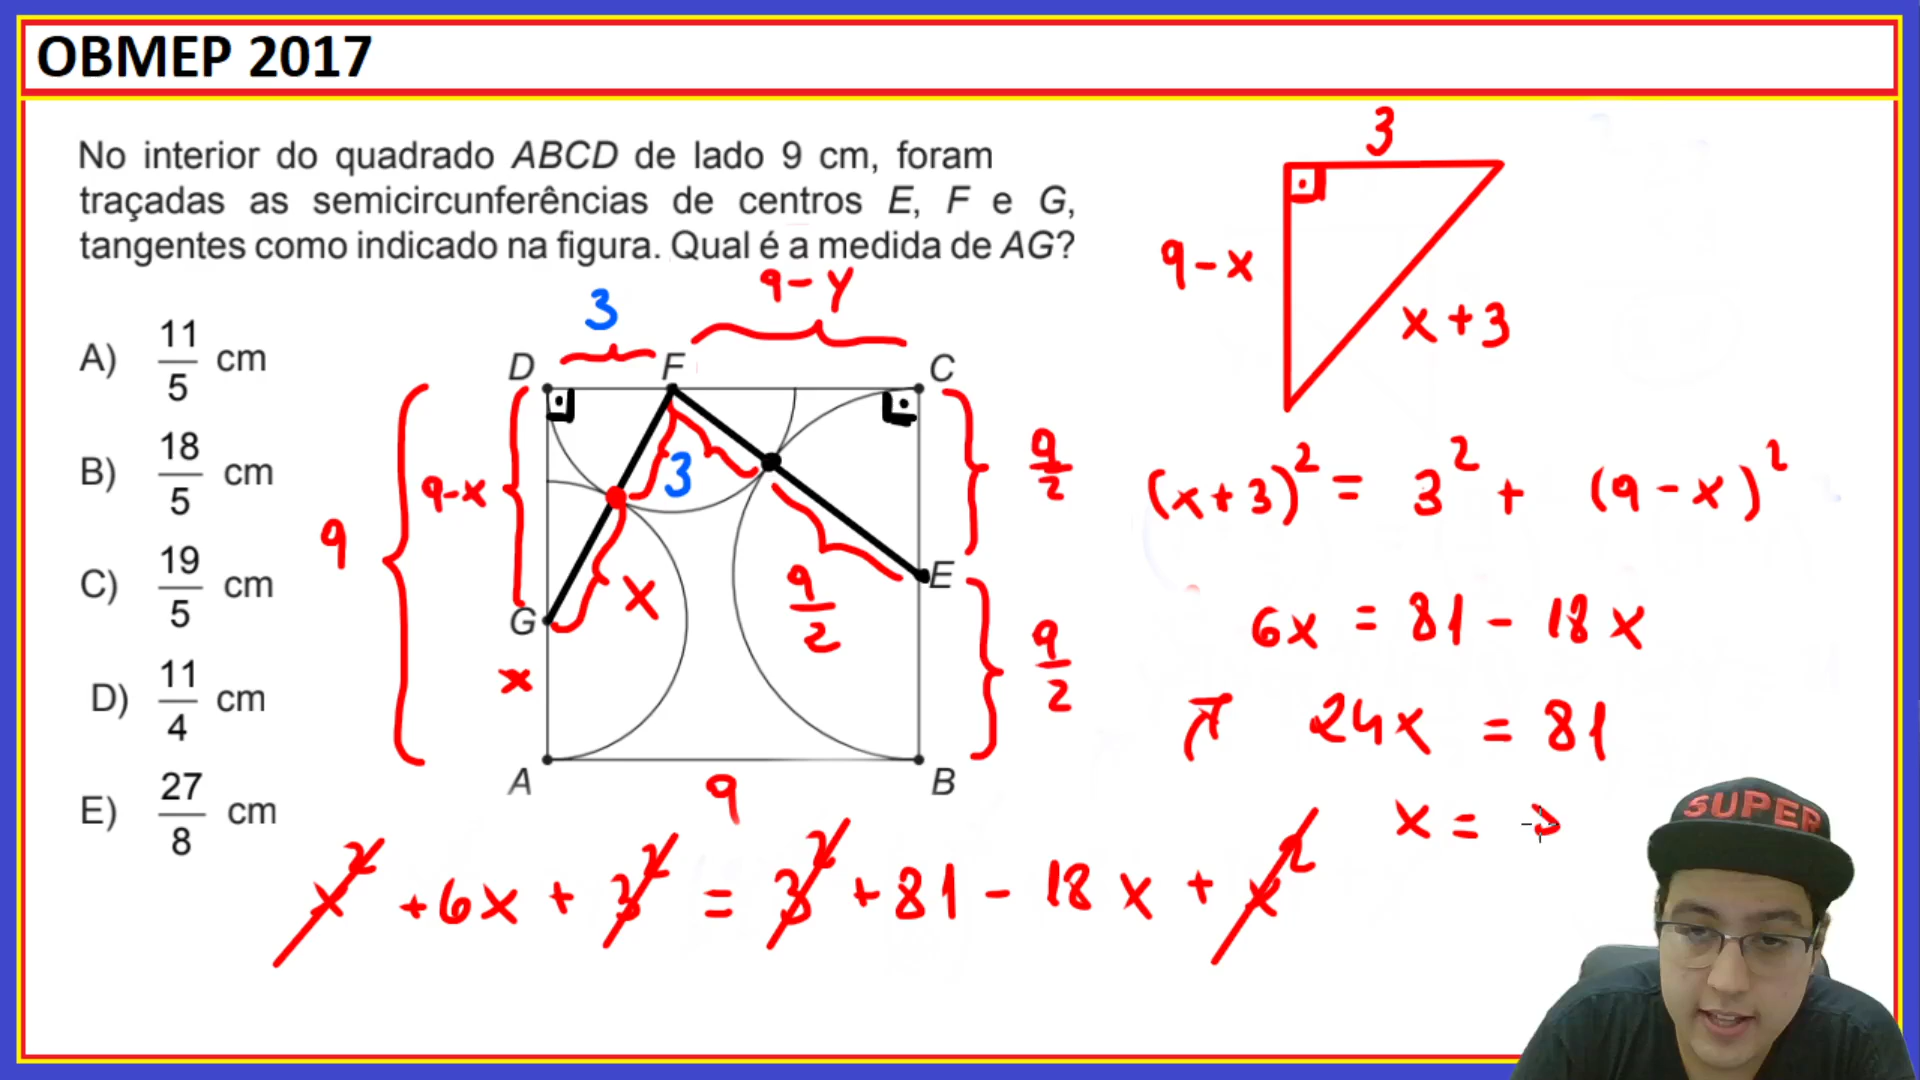 OBMEP 2017
No interior do quadrado ABCD de lado 9 cm, foram
traçadas as semicircunferências de centros E, F e G,
tangentes como indicado na figura. Qual é a medida de AG?
A) 11/5 cm
B) 18/5 cm
C) 19/5 cm
D) 11/4 cm
E) 27/8 cm
3
9-y
D
F
C
9
9-x
3
9/2
G
x
9/2
E
x
9/2
A
9
B
3
9-x
x+3
(x+3)² = 3² + (9-x)²
6x = 81 - 18x
24x = 81
x =
x² + 6x + 3² = 3² + 81 - 18x + x²
SUPER